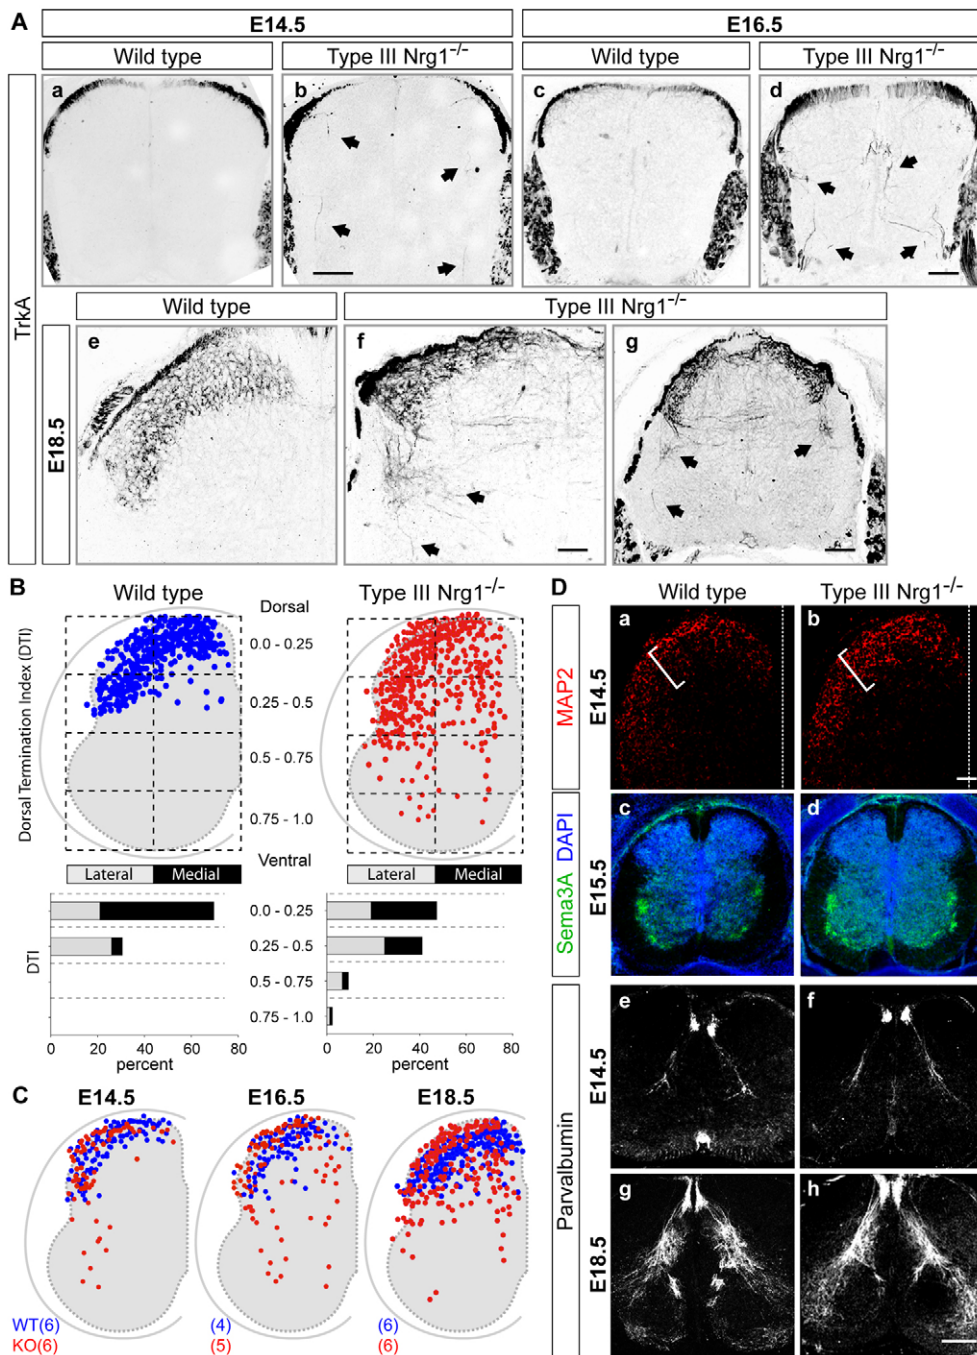 A
E14.5
E16.5
Wild type
Type III Nrg1-/-
Wild type
Type III Nrg1-/-
TrkA
a
b
c
d
Wild type
Type III Nrg1-/-
E18.5
e
f
g
B
Wild type
Type III Nrg1-/-
Dorsal Termination Index (DTI)
Dorsal
0.0 - 0.25
0.25 - 0.5
0.5 - 0.75
0.75 - 1.0
Ventral
Lateral
Medial
Lateral
Medial
DTI
0.0 - 0.25
0.25 - 0.5
0.5 - 0.75
0.75 - 1.0
0 20 40 60 80
percent
0 20 40 60 80
percent
C
E14.5
E16.5
E18.5
WT(6)
KO(6)
(4)
(5)
(6)
(6)
D
Wild type
Type III Nrg1-/-
MAP2
E14.5
a
b
Sema3A DAPI
E15.5
c
d
Parvalbumin
E14.5
e
f
E18.5
g
h